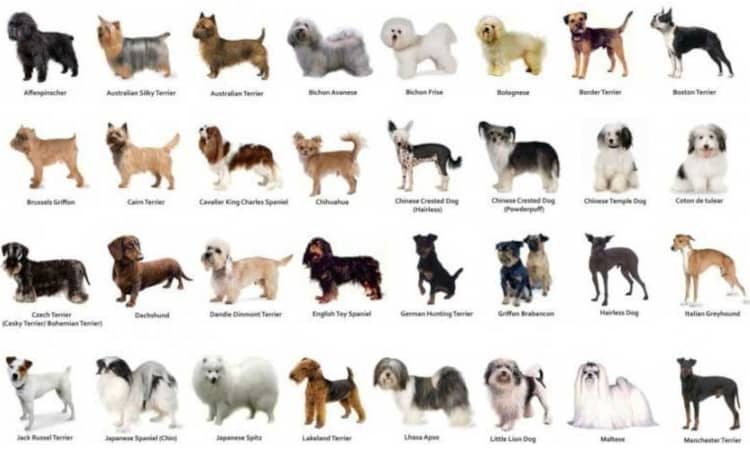 Affenpinscher
Australian Silky Terrier
Australian Terrier
Bichon Avanese
Bichon Frise
Bolognese
Border Terrier
Boston Terrier
Brussels Griffon
Cairn Terrier
Cavalier King Charles Spaniel
Chihuahua
Chinese Crested Dog
(Hairless)
Chinese Crested Dog
(Powderpuff)
Chinese Temple Dog
Coton de tulear
Czech Terrier
(Cesky Terrier/ Bohemian Terrier)
Dachshund
Dandie Dinmont Terrier
English Toy Spaniel
German Hunting Terrier
Griffon Brabancon
Hairless Dog
Italian Greyhound
Jack Russel Terrier
Japanese Spaniel (Chin)
Japanese Spitz
Lakeland Terrier
Lhasa Apso
Little Lion Dog
Maltese
Manchester Terrier